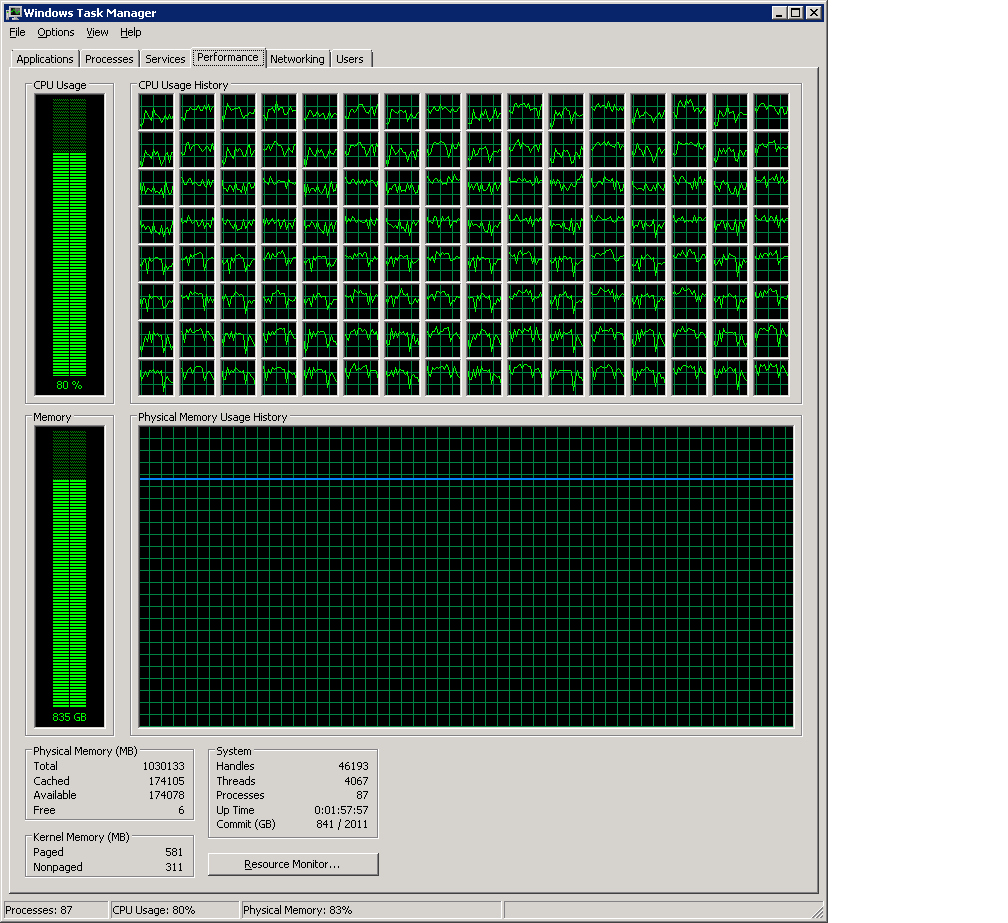 Windows Task Manager
File Options View Help
Applications Processes Services Performance Networking Users
CPU Usage
CPU Usage History
80 %
Memory
Physical Memory Usage History
835 GB
Physical Memory (MB)
Total 1030133
Cached 174105
Available 174078
Free 6
Kernel Memory (MB)
Paged 581
Nonpaged 311
System
Handles 46193
Threads 4067
Processes 87
Up Time 0:01:57:57
Commit (GB) 841 / 2011
Resource Monitor...
Processes: 87 CPU Usage: 80% Physical Memory: 83%